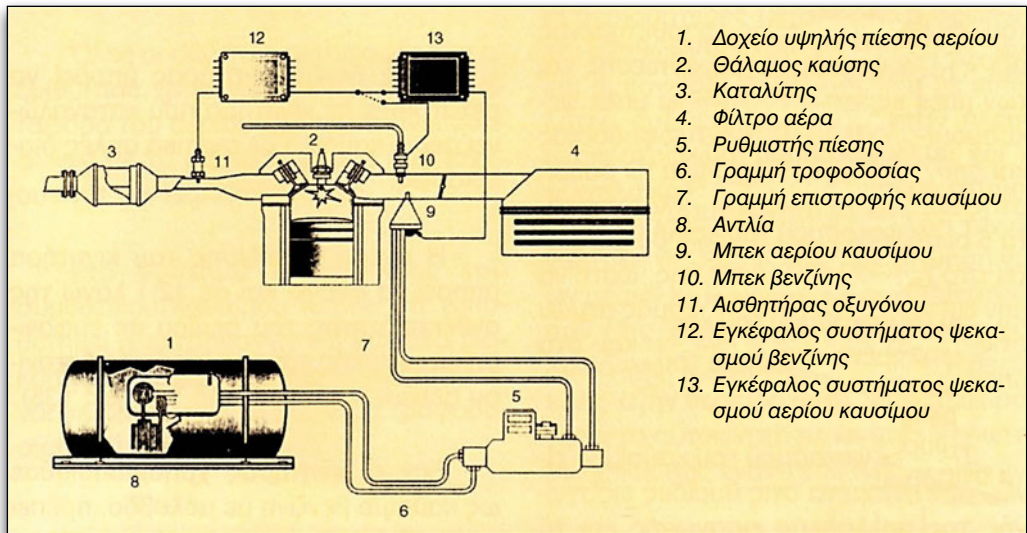 12
13
1. Δοχείο υψηλής πίεσης αερίου
2. Θάλαμος καύσης
3. Καταλύτης
4. Φίλτρο αέρα
5. Ρυθμιστής πίεσης
6. Γραμμή τροφοδοσίας
7. Γραμμή επιστροφής καυσίμου
8. Αντλία
9. Μπεκ αερίου καυσίμου
10. Μπεκ βενζίνης
11. Αισθητήρας οξυγόνου
12. Εγκέφαλος συστήματος ψεκα-
σμού βενζίνης
13. Εγκέφαλος συστήματος ψεκα-
σμού αερίου καυσίμου
3
11
2
10
4
9
1
7
5
8
6